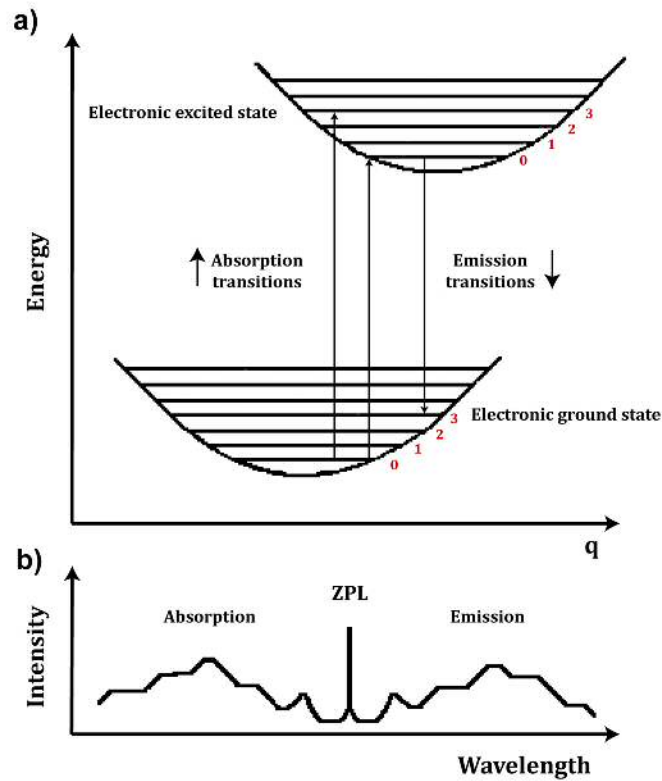 a)
Electronic excited state
3
2
1
0
Energy
Absorption
transitions
Emission
transitions
Electronic ground state
3
2
1
0
q
b)
Intensity
Absorption
ZPL
Emission
Wavelength